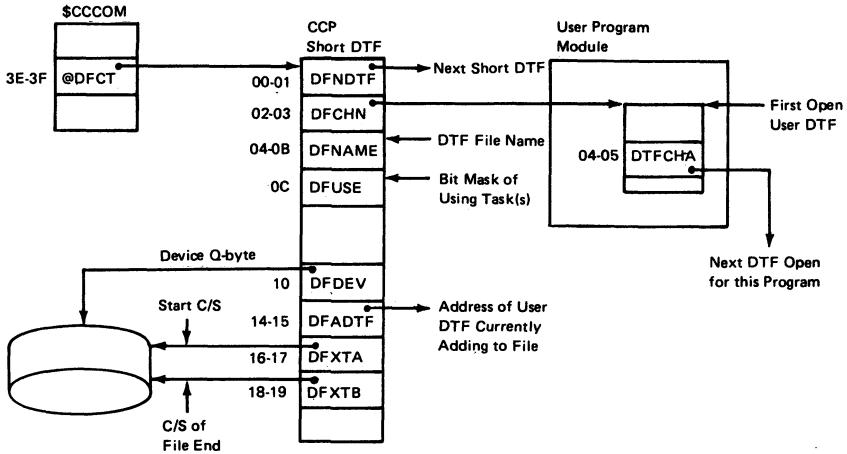 $CCCOM
3E-3F
@DFCT
CCP
Short DTF
00-01
DFNDTF
Next Short DTF
02-03
DFCHN
04-0B
DFNAME
DTF File Name
0C
DFUSE
Bit Mask of
Using Task(s)
Device Q-byte
10
DFDEV
14-15
DFADTF
Address of User
DTF Currently
Adding to File
Start C/S
16-17
DFXTA
18-19
DFXTB
C/S of
File End
User Program
Module
First Open
User DTF
04-05
DTFCHA
Next DTF Open
for this Program